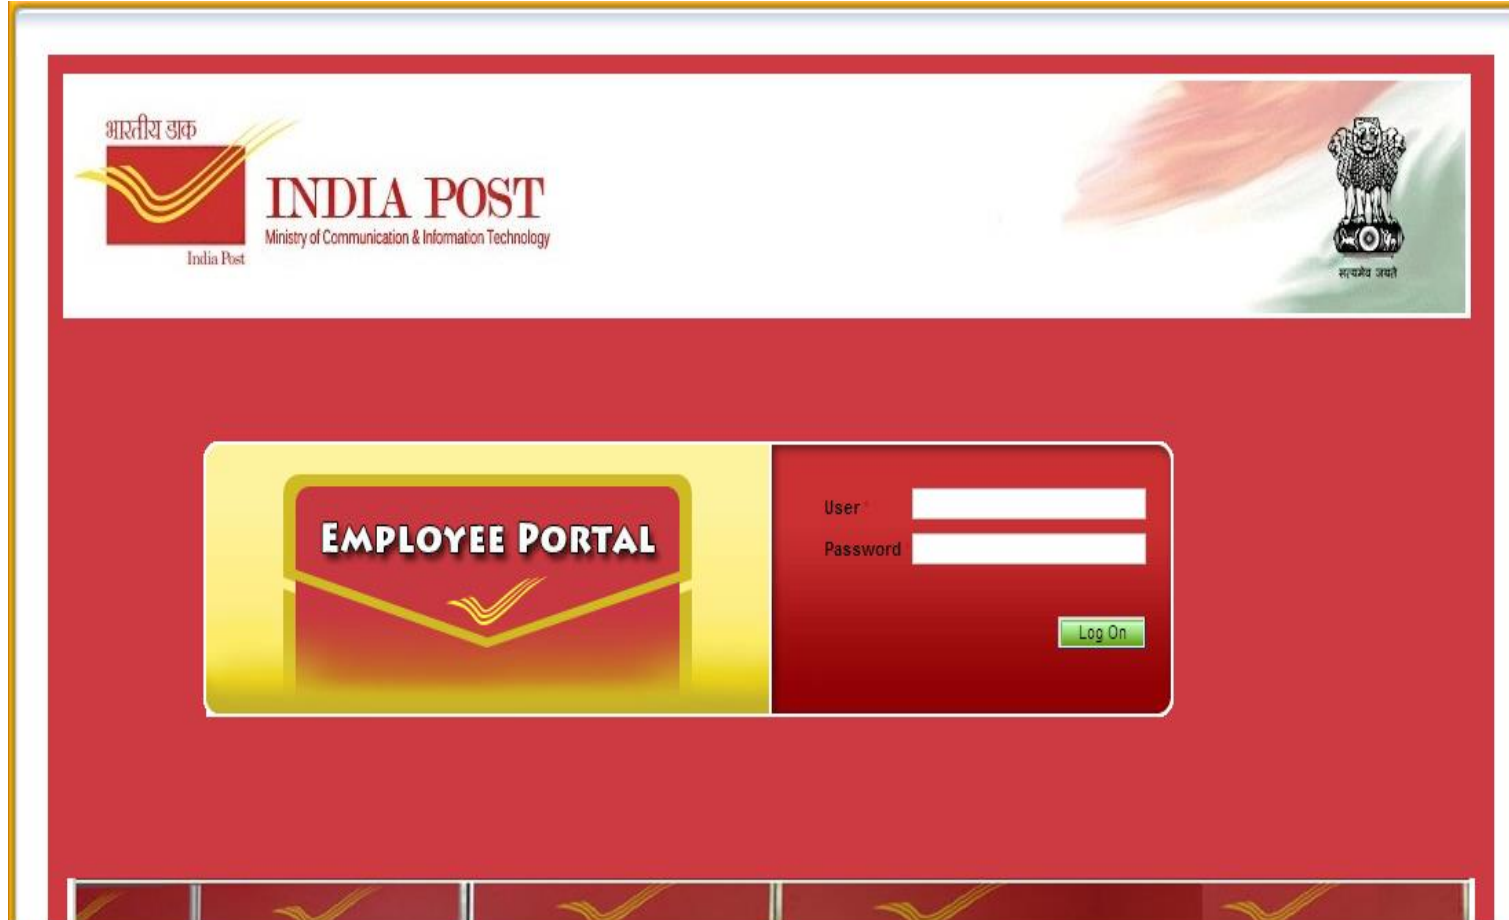 भारतीय डाक
India Post
INDIA POST
Ministry of Communication & Information Technology
सत्यमेव जयते
EMPLOYEE PORTAL
User *
Password
Log On